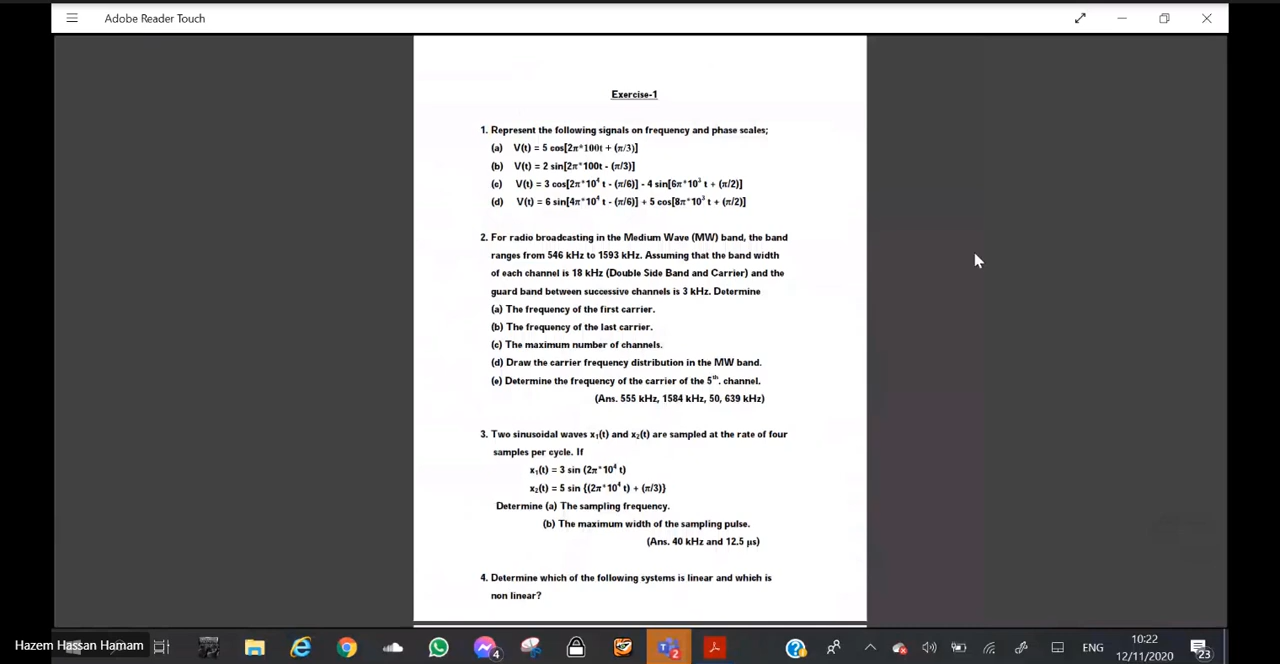 Adobe Reader Touch
Exercise-1
1. Represent the following signals on frequency and phase scales;
(a) V(t) = 5 cos[2π*100t + (π/3)]
(b) V(t) = 2 sin[2π*100t - (π/3)]
(c) V(t) = 3 cos[2π*10⁴ t - (π/6)] - 4 sin[6π*10³ t + (π/2)]
(d) V(t) = 6 sin[4π*10⁴ t - (π/6)] + 5 cos[8π*10³ t + (π/2)]
2. For radio broadcasting in the Medium Wave (MW) band, the band
ranges from 546 kHz to 1593 kHz. Assuming that the band width
of each channel is 18 kHz (Double Side Band and Carrier) and the
guard band between successive channels is 3 kHz. Determine
(a) The frequency of the first carrier.
(b) The frequency of the last carrier.
(c) The maximum number of channels.
(d) Draw the carrier frequency distribution in the MW band.
(e) Determine the frequency of the carrier of the 5th. channel.
(Ans. 555 kHz, 1584 kHz, 50, 639 kHz)
3. Two sinusoidal waves x₁(t) and x₂(t) are sampled at the rate of four
samples per cycle. If
x₁(t) = 3 sin (2π*10⁴ t)
x₂(t) = 5 sin {(2π*10⁴ t) + (π/3)}
Determine (a) The sampling frequency.
(b) The maximum width of the sampling pulse.
(Ans. 40 kHz and 12.5 µs)
4. Determine which of the following systems is linear and which is
non linear?
Hazem Hassan Hamam
4
2
ENG
10:22
12/11/2020
23